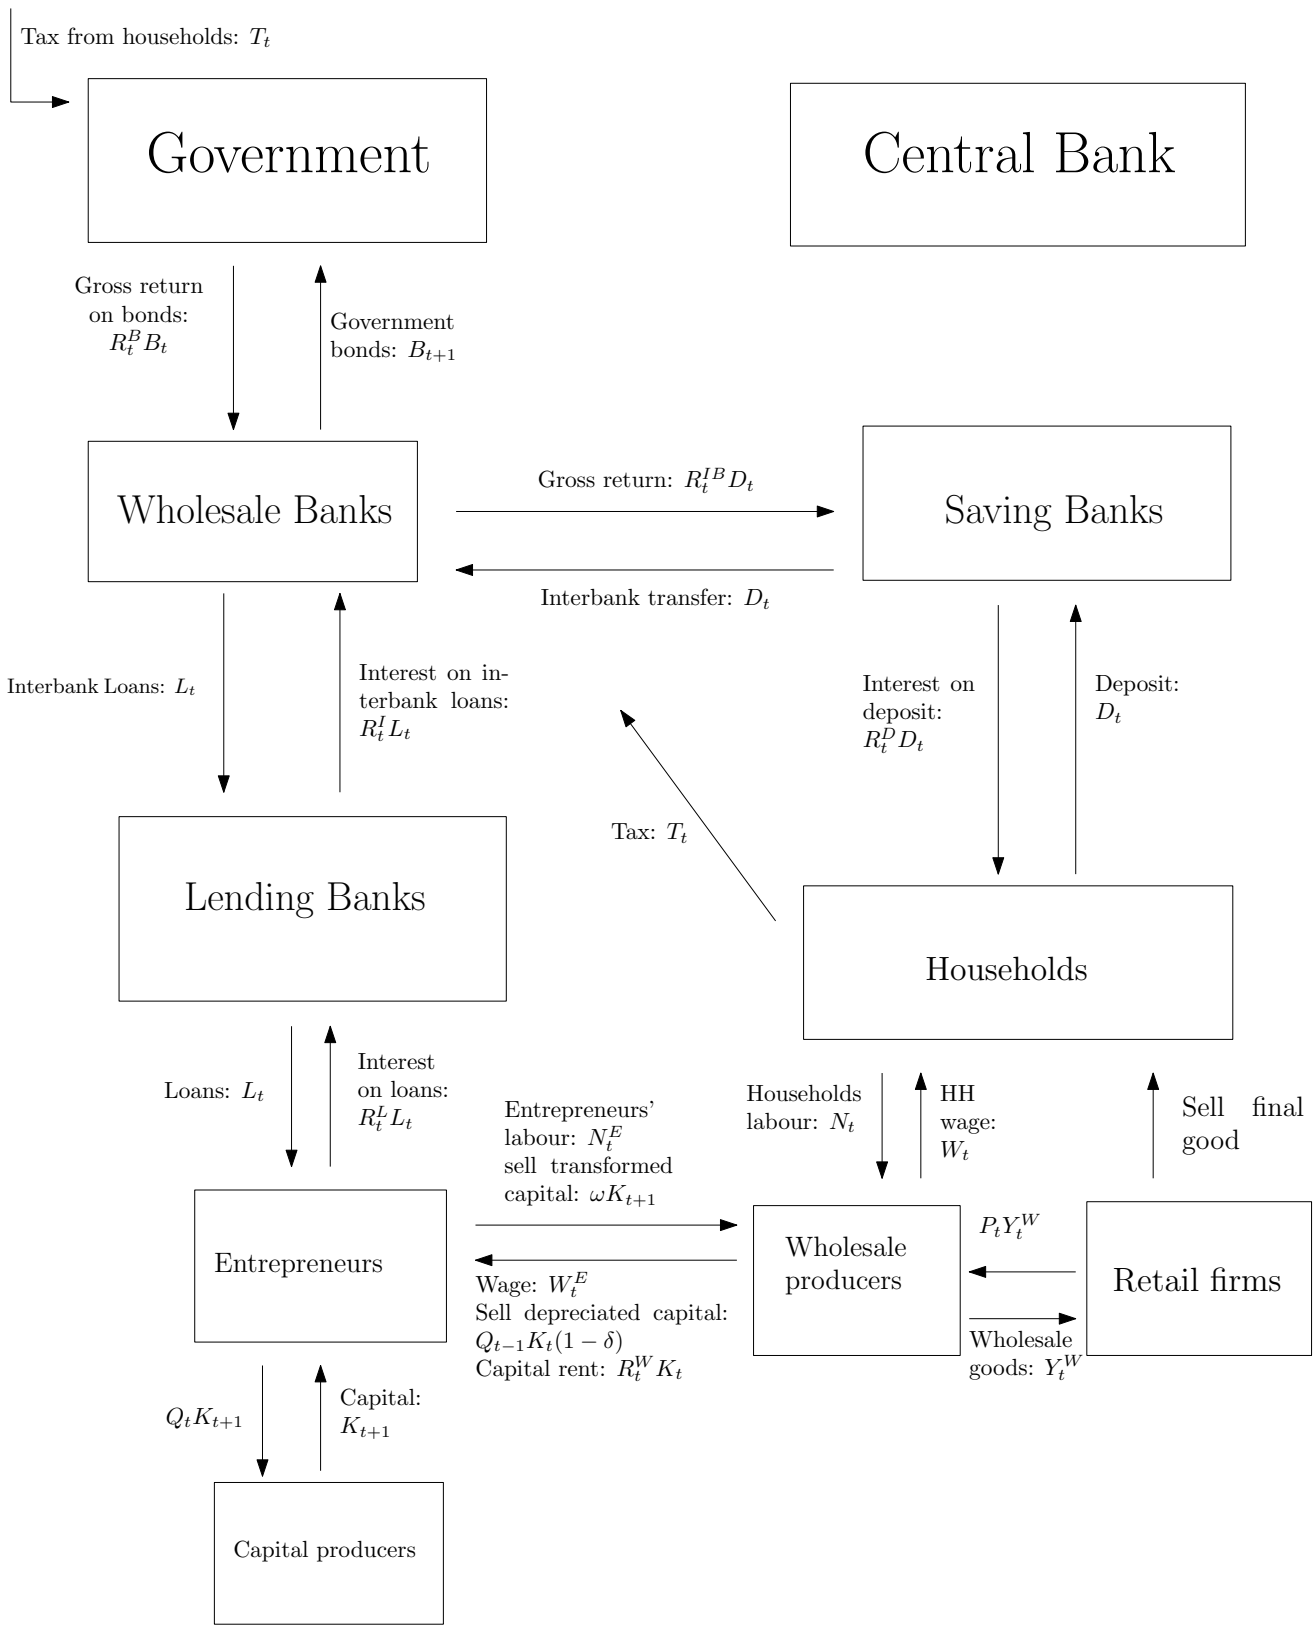 Tax from households: $T_t$
Government
Central Bank
Gross return
on bonds:
$R_t^B B_t$
Government
bonds: $B_{t+1}$
Wholesale Banks
Gross return: $R_t^{IB} D_t$
Saving Banks
Interbank transfer: $D_t$
Interbank Loans: $L_t$
Interest on in-
terbank loans:
$R_t^I L_t$
Interest on
deposit:
$R_t^D D_t$
Deposit:
$D_t$
Tax: $T_t$
Lending Banks
Households
Loans: $L_t$
Interest
on loans:
$R_t^L L_t$
Entrepreneurs'
labour: $N_t^E$
sell transformed
capital: $\omega K_{t+1}$
Households
labour: $N_t$
HH
wage:
$W_t$
Sell final
good
Entrepreneurs
Wholesale
producers
$P_t Y_t^W$
Retail firms
Wage: $W_t^E$
Sell depreciated capital:
$Q_{t-1} K_t (1 - \delta)$
Capital rent: $R_t^W K_t$
Wholesale
goods: $Y_t^W$
$Q_t K_{t+1}$
Capital:
$K_{t+1}$
Capital producers